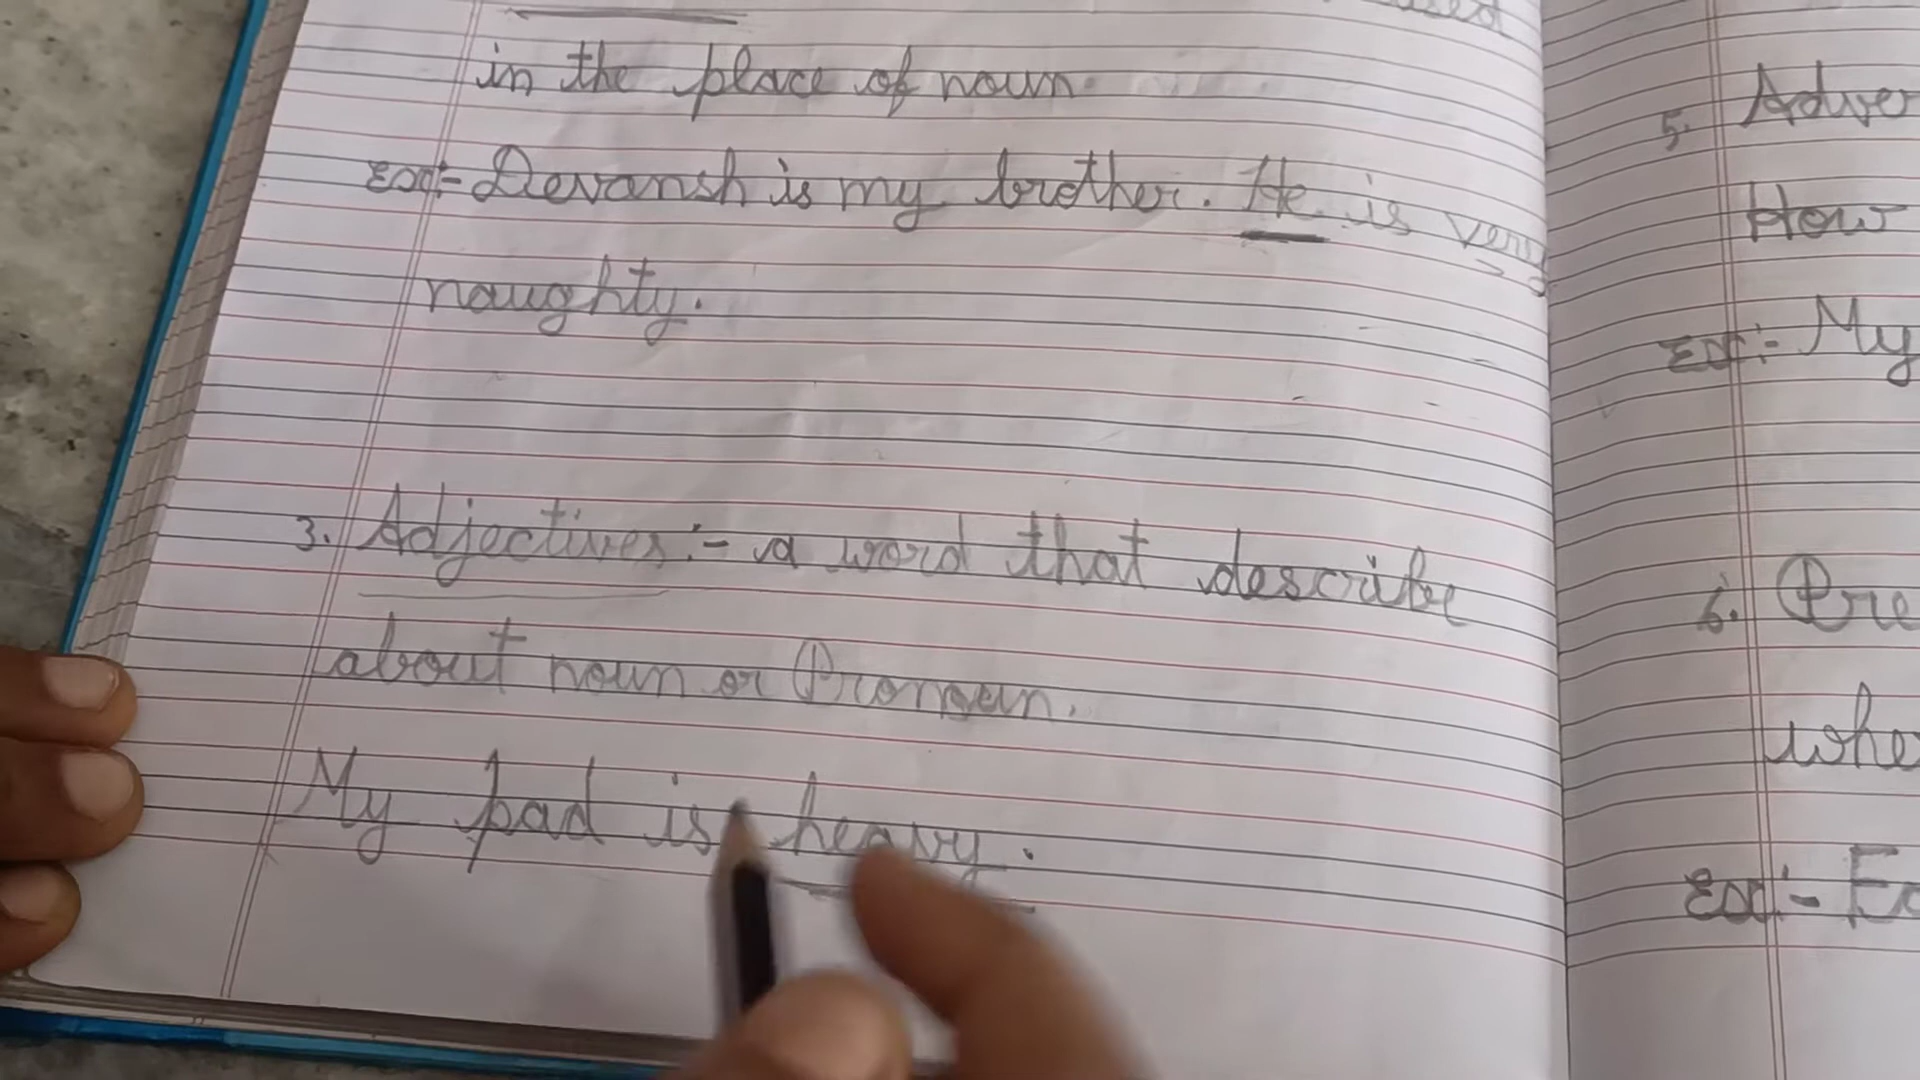 in the place of noun.
Ex:- Devansh is my brother. He is very
naughty.
3. Adjectives:- a word that describe
about noun or Pronoun.
My pad is heavy.
5. Adver
How
Ex:- My
6. Pre
whe
Ex:-